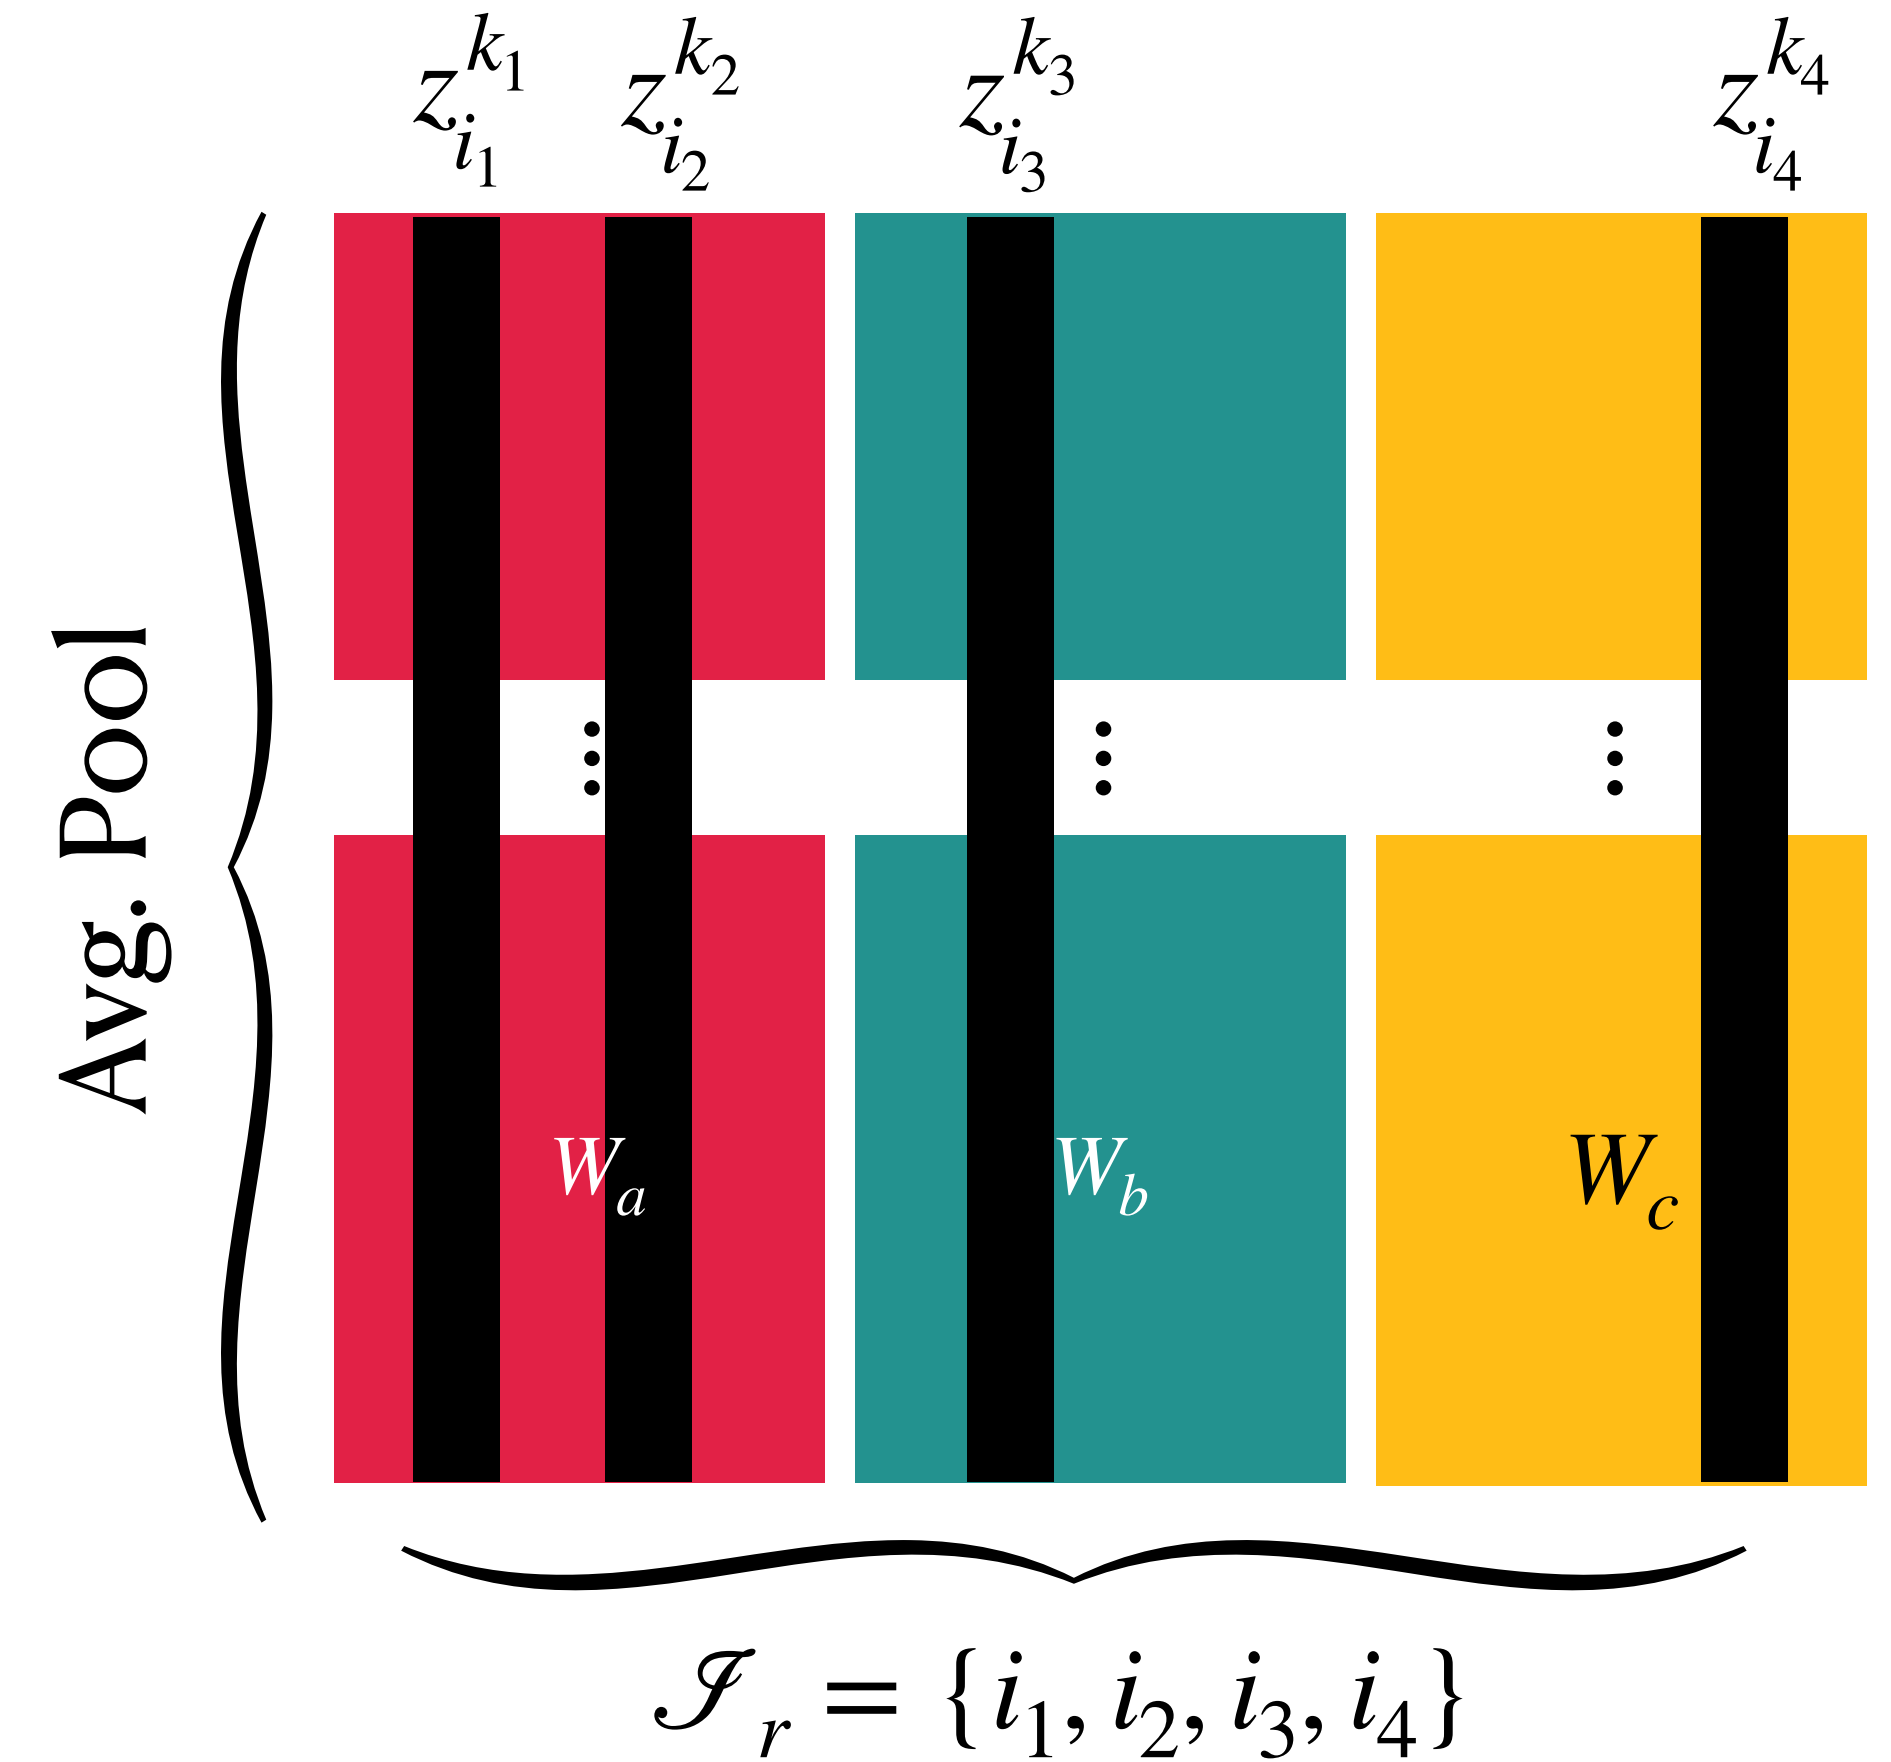 z_{i_1}^{k_1} z_{i_2}^{k_2} z_{i_3}^{k_3} z_{i_4}^{k_4}
Avg. Pool
W_a W_b W_c
ℐ_r = {i_1, i_2, i_3, i_4}